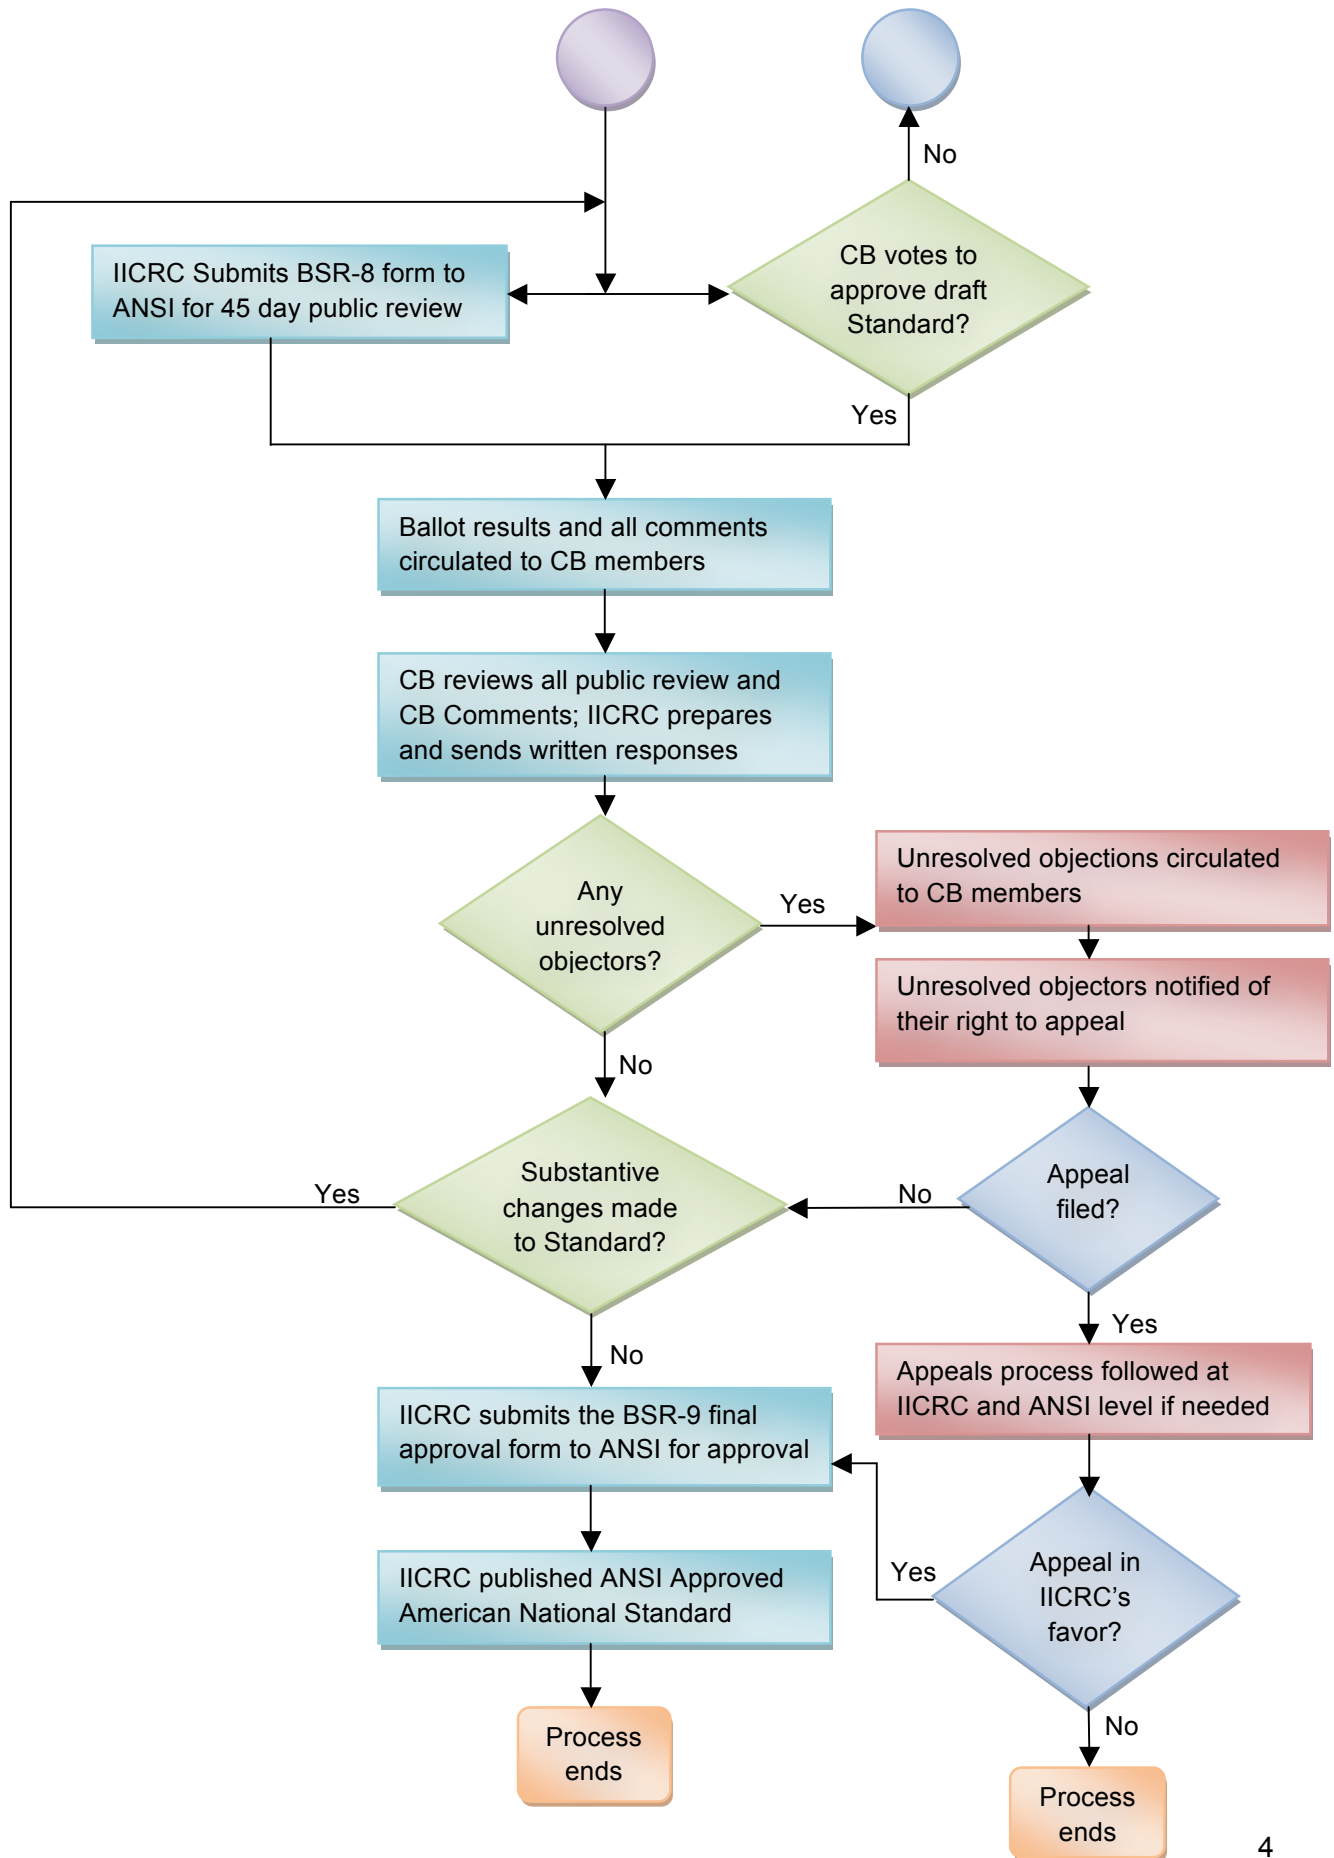 No
CB votes to
approve draft
Standard?
IICRC Submits BSR-8 form to
ANSI for 45 day public review
Yes
Ballot results and all comments
circulated to CB members
CB reviews all public review and
CB Comments; IICRC prepares
and sends written responses
Any
unresolved
objectors?
Yes
Unresolved objections circulated
to CB members
Unresolved objectors notified of
their right to appeal
No
Substantive
changes made
to Standard?
Yes
No
Appeal
filed?
Yes
No
Appeals process followed at
IICRC and ANSI level if needed
IICRC submits the BSR-9 final
approval form to ANSI for approval
Appeal in
IICRC’s
favor?
Yes
IICRC published ANSI Approved
American National Standard
No
Process
ends
Process
ends
4